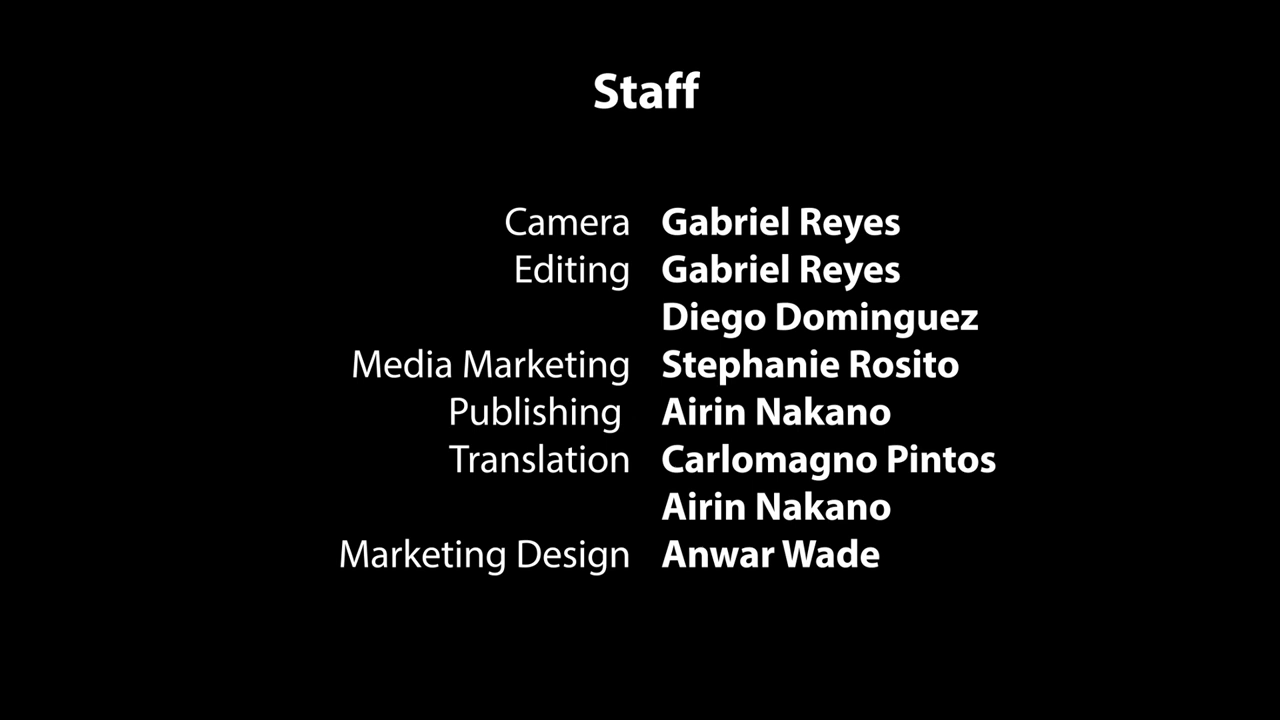 Staff
Camera Gabriel Reyes
Editing Gabriel Reyes
Diego Dominguez
Media Marketing Stephanie Rosito
Publishing Airin Nakano
Translation Carlomagno Pintos
Airin Nakano
Marketing Design Anwar Wade